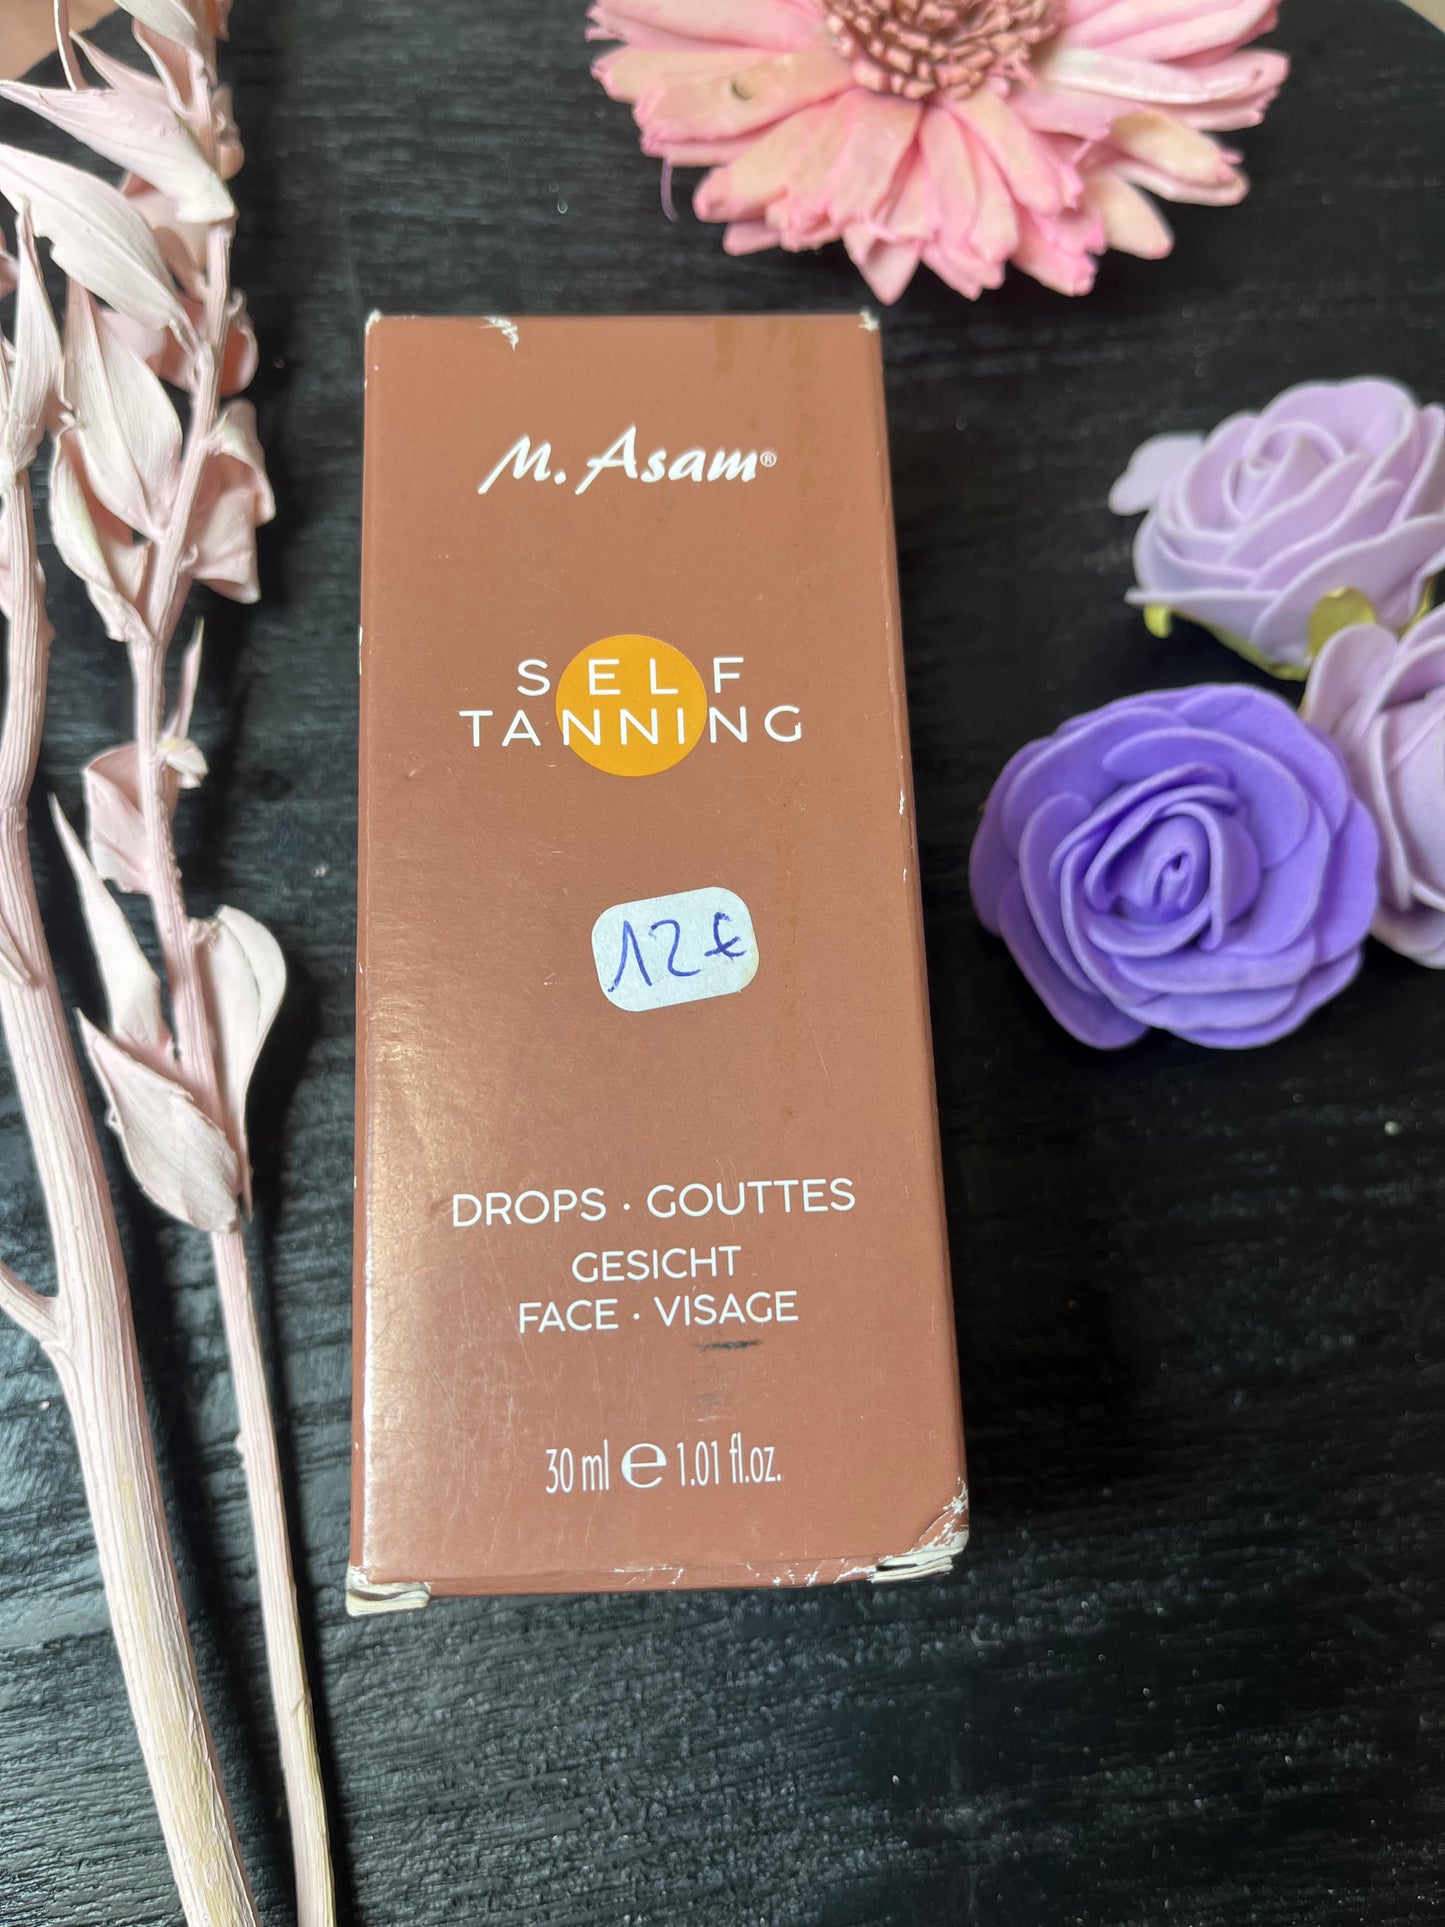 M. Asam®
SELF
TANNING
12€
DROPS · GOUTTES
GESICHT
FACE · VISAGE
30 ml e 1.01 fl.oz.